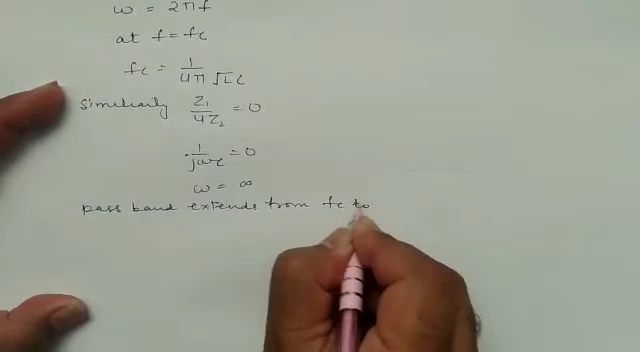 ω = 2πf
at f = fc
fc = 1/4π√LC
Similarily Z₁/4Z₂ = 0
1/jωc = 0
ω = ∞
pass band extends from fc to